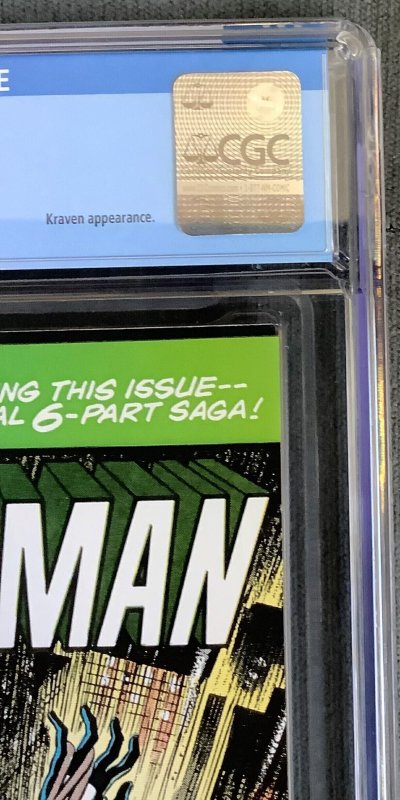 E
CGC
Kraven appearance.
NG THIS ISSUE--
AL 6-PART SAGA!
MAN